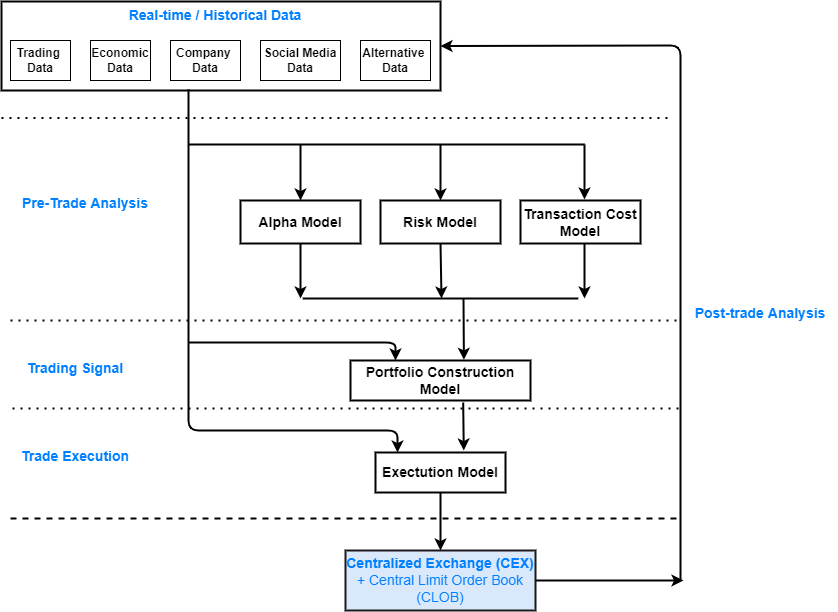 Real-time / Historical Data
Trading
Data
Economic
Data
Company
Data
Social Media
Data
Alternative
Data
Pre-Trade Analysis
Alpha Model
Risk Model
Transaction Cost
Model
Post-trade Analysis
Trading Signal
Portfolio Construction
Model
Trade Execution
Exectution Model
Centralized Exchange (CEX)
+ Central Limit Order Book
(CLOB)